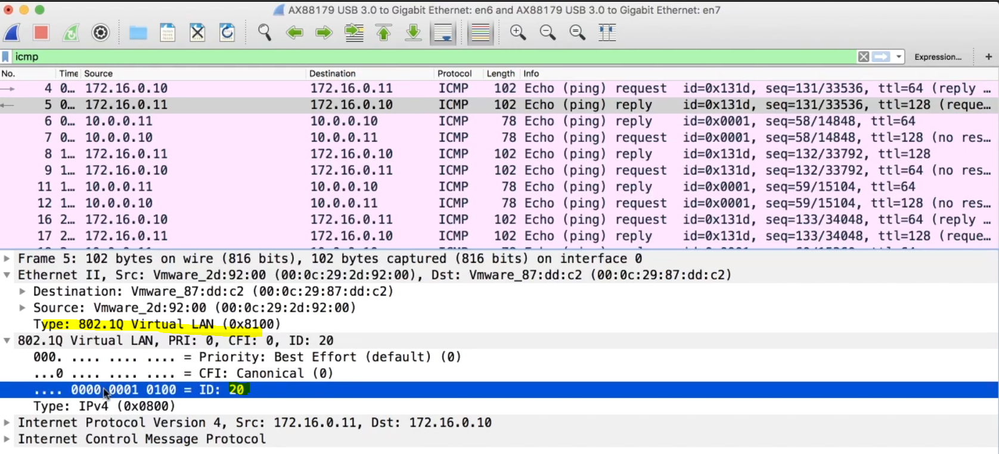 AX88179 USB 3.0 to Gigabit Ethernet: en6 and AX88179 USB 3.0 to Gigabit Ethernet: en7
icmp Expression... +
No. Time Source Destination Protocol Length Info
4 0… 172.16.0.10 172.16.0.11 ICMP 102 Echo (ping) request id=0x131d, seq=131/33536, ttl=64 (reply …
5 0… 172.16.0.11 172.16.0.10 ICMP 102 Echo (ping) reply id=0x131d, seq=131/33536, ttl=128 (reque…
6 0… 10.0.0.11 10.0.0.10 ICMP 78 Echo (ping) reply id=0x0001, seq=58/14848, ttl=64
7 0… 10.0.0.10 10.0.0.11 ICMP 78 Echo (ping) request id=0x0001, seq=58/14848, ttl=128 (no res…
8 1… 172.16.0.11 172.16.0.10 ICMP 102 Echo (ping) reply id=0x131d, seq=132/33792, ttl=128
9 1… 172.16.0.10 172.16.0.11 ICMP 102 Echo (ping) request id=0x131d, seq=132/33792, ttl=64 (no res…
11 1… 10.0.0.11 10.0.0.10 ICMP 78 Echo (ping) reply id=0x0001, seq=59/15104, ttl=64
12 1… 10.0.0.10 10.0.0.11 ICMP 78 Echo (ping) request id=0x0001, seq=59/15104, ttl=128 (no res…
16 2… 172.16.0.10 172.16.0.11 ICMP 102 Echo (ping) request id=0x131d, seq=133/34048, ttl=64 (reply …
17 2… 172.16.0.11 172.16.0.10 ICMP 102 Echo (ping) reply id=0x131d, seq=133/34048, ttl=128 (reque…
Frame 5: 102 bytes on wire (816 bits), 102 bytes captured (816 bits) on interface 0
Ethernet II, Src: Vmware_2d:92:00 (00:0c:29:2d:92:00), Dst: Vmware_87:dd:c2 (00:0c:29:87:dd:c2)
Destination: Vmware_87:dd:c2 (00:0c:29:87:dd:c2)
Source: Vmware_2d:92:00 (00:0c:29:2d:92:00)
Type: 802.1Q Virtual LAN (0x8100)
802.1Q Virtual LAN, PRI: 0, CFI: 0, ID: 20
000. .... .... .... = Priority: Best Effort (default) (0)
...0 .... .... .... = CFI: Canonical (0)
.... 0000 0001 0100 = ID: 20
Type: IPv4 (0x0800)
Internet Protocol Version 4, Src: 172.16.0.11, Dst: 172.16.0.10
Internet Control Message Protocol